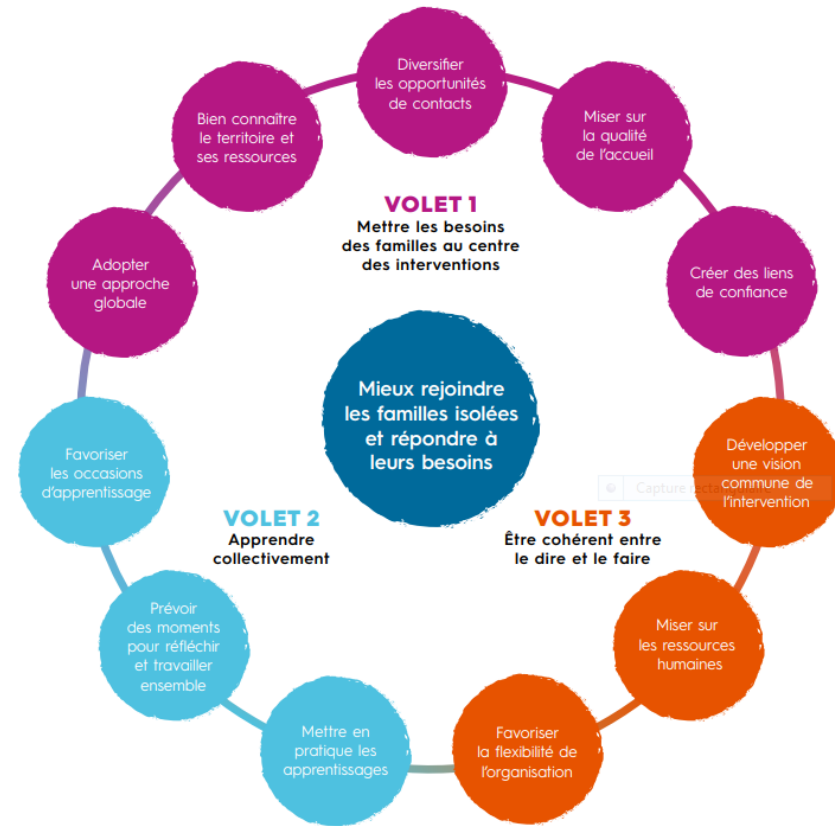 Diversifier
les opportunités
de contacts
Miser sur
la qualité
de l'accueil
Créer des liens
de confiance
Bien connaître
le territoire et
ses ressources
Adopter
une approche
globale
VOLET 1
Mettre les besoins
des familles au centre
des interventions
Mieux rejoindre
les familles isolées
et répondre à
leurs besoins
Favoriser
les occasions
d'apprentissage
Prévoir
des moments
pour réfléchir
et travailler
ensemble
Mettre en
pratique les
apprentissages
VOLET 2
Apprendre
collectivement
VOLET 3
Être cohérent entre
le dire et le faire
Développer
une vision
commune de
l'intervention
Capture rectangulaire
Miser sur
les ressources
humaines
Favoriser
la flexibilité de
l'organisation